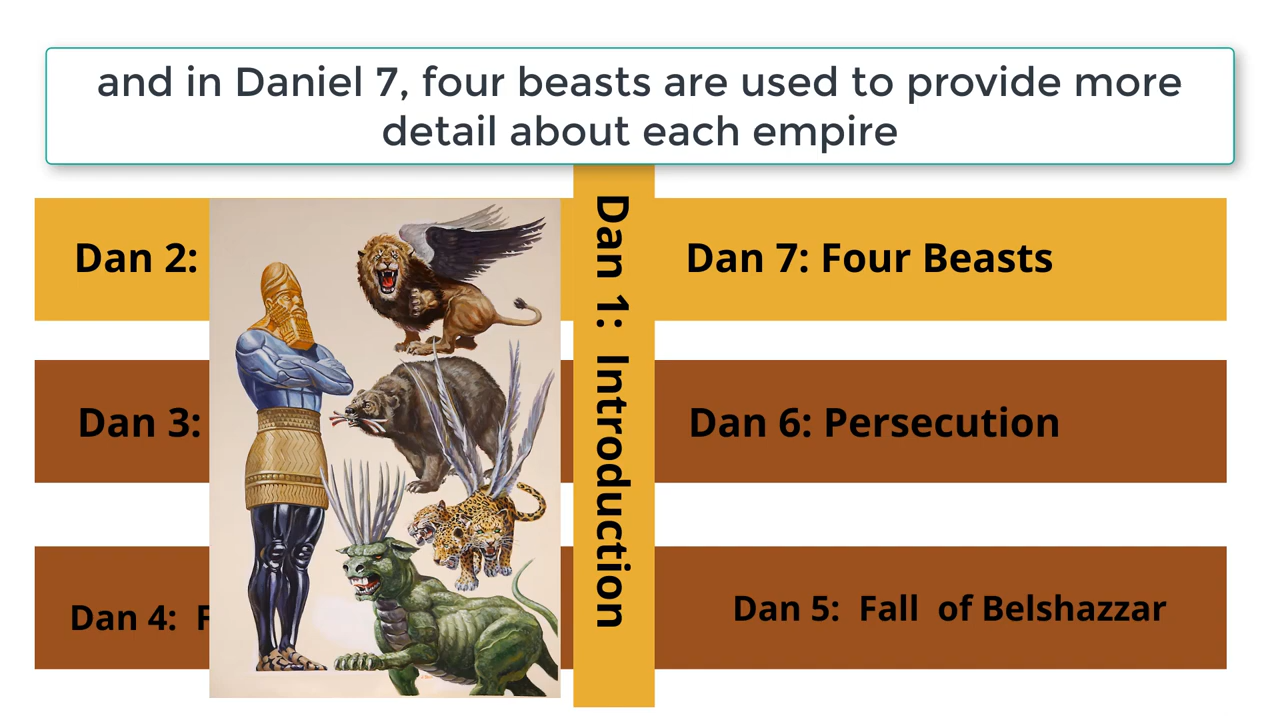 and in Daniel 7, four beasts are used to provide more
detail about each empire
Dan 2:
Dan 3:
Dan 4: F
Dan 1: Introduction
Dan 7: Four Beasts
Dan 6: Persecution
Dan 5: Fall of Belshazzar